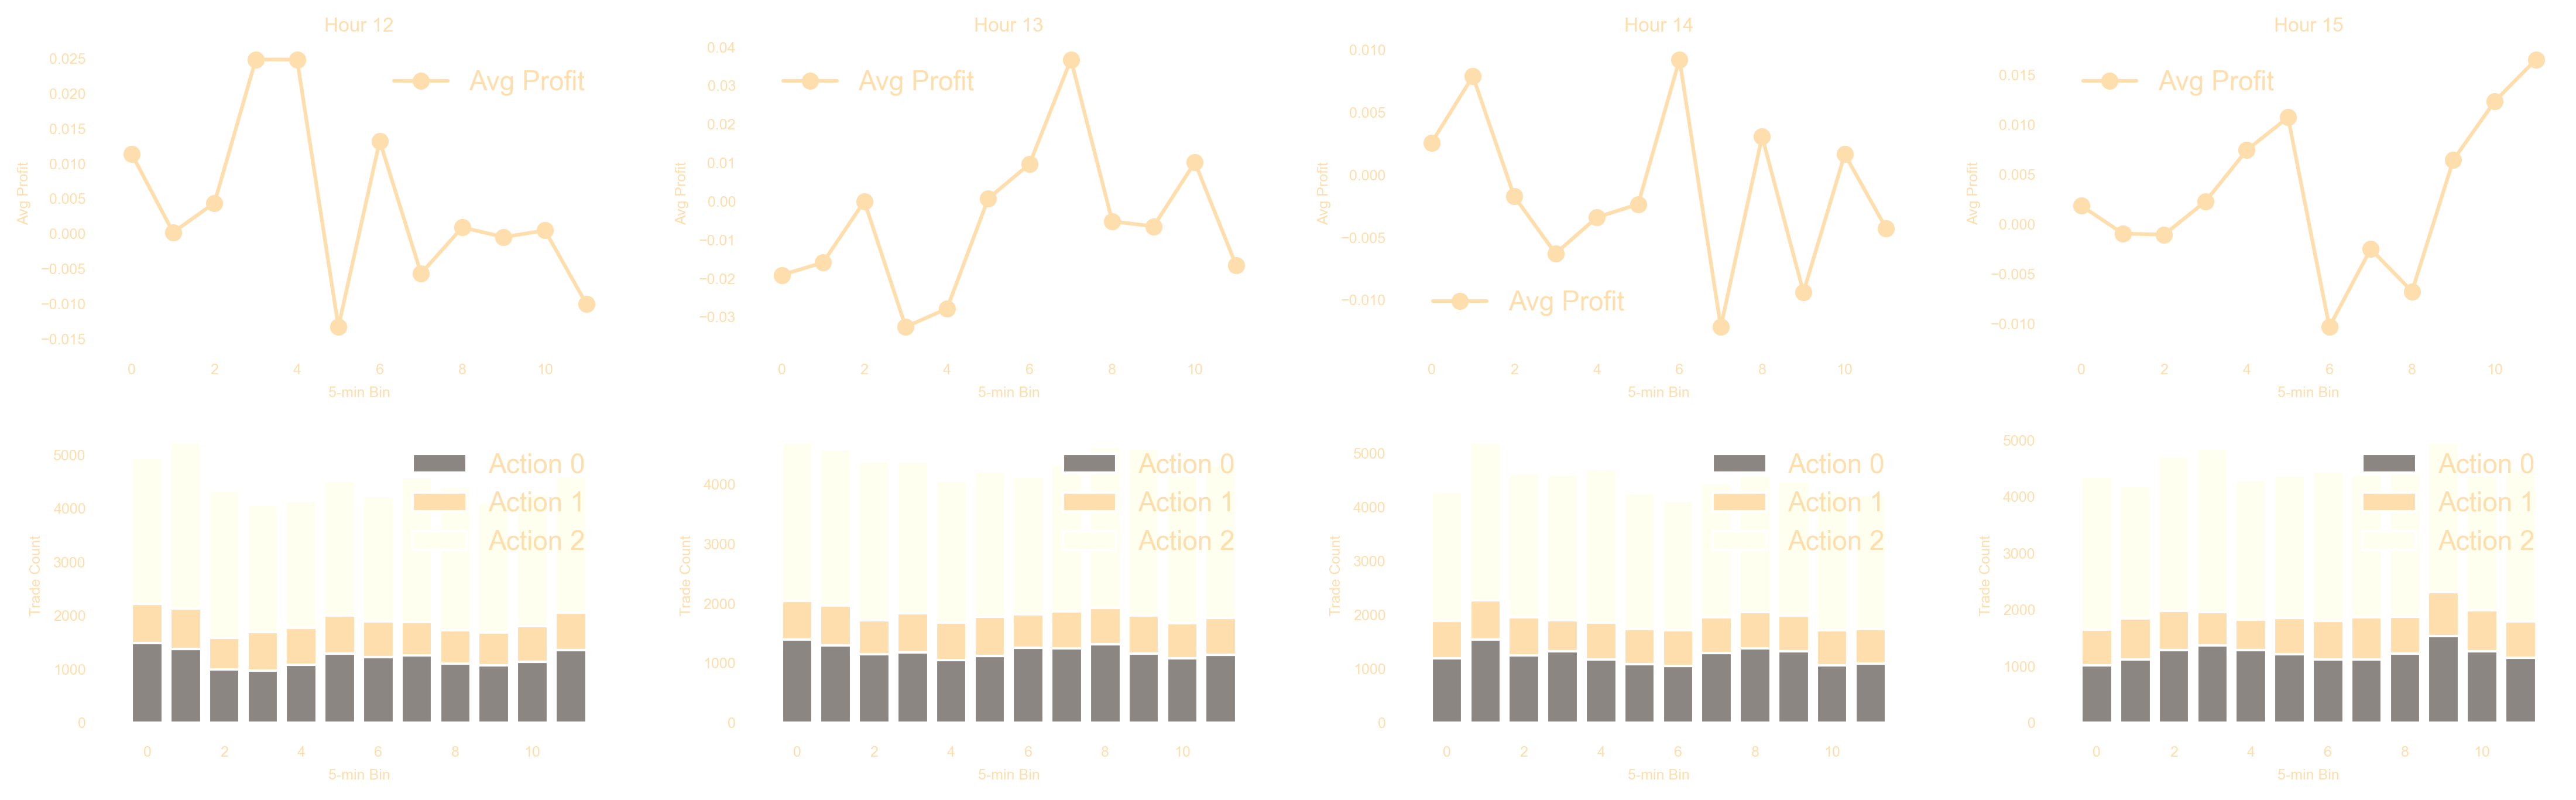 Hour 12
Avg Profit
Avg Profit
0.025
0.020
0.015
0.010
0.005
0.000
−0.005
−0.010
−0.015
0 2 4 6 8 10
5-min Bin
Hour 13
Avg Profit
Avg Profit
0.04
0.03
0.02
0.01
0.00
−0.01
−0.02
−0.03
0 2 4 6 8 10
5-min Bin
Hour 14
Avg Profit
Avg Profit
0.010
0.005
0.000
−0.005
−0.010
0 2 4 6 8 10
5-min Bin
Hour 15
Avg Profit
Avg Profit
0.015
0.010
0.005
0.000
−0.005
−0.010
0 2 4 6 8 10
5-min Bin
Trade Count
5000
4000
3000
2000
1000
0
Action 0
Action 1
Action 2
0 2 4 6 8 10
5-min Bin
Trade Count
4000
3000
2000
1000
0
Action 0
Action 1
Action 2
0 2 4 6 8 10
5-min Bin
Trade Count
5000
4000
3000
2000
1000
0
Action 0
Action 1
Action 2
0 2 4 6 8 10
5-min Bin
Trade Count
5000
4000
3000
2000
1000
0
Action 0
Action 1
Action 2
0 2 4 6 8 10
5-min Bin